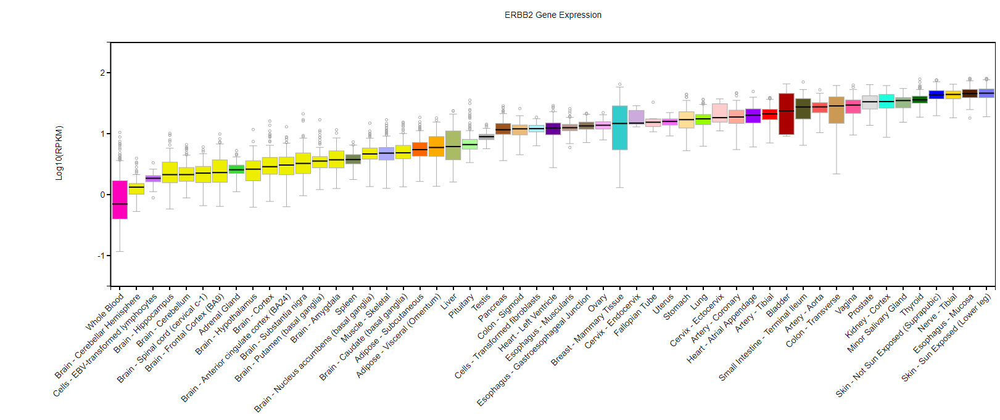 ERBB2 Gene Expression
Log10(RPKM)
2
1
0
-1
Whole Blood
Brain - Cerebellar Hemisphere
Cells - EBV-transformed lymphocytes
Brain - Hippocampus
Brain - Cerebellum
Brain - Spinal cord (cervical c-1)
Brain - Frontal Cortex (BA9)
Adrenal Gland
Brain - Hypothalamus
Brain - Cortex
Brain - Anterior cingulate cortex (BA24)
Brain - Substantia nigra
Brain - Putamen (basal ganglia)
Brain - Amygdala
Spleen
Brain - Nucleus accumbens (basal ganglia)
Muscle - Skeletal
Brain - Caudate (basal ganglia)
Adipose - Subcutaneous
Adipose - Visceral (Omentum)
Liver
Pituitary
Testis
Pancreas
Colon - Sigmoid
Cells - Transformed fibroblasts
Heart - Left Ventricle
Esophagus - Muscularis
Esophagus - Gastroesophageal Junction
Ovary
Breast - Mammary Tissue
Cervix - Endocervix
Fallopian Tube
Uterus
Stomach
Lung
Cervix - Ectocervix
Artery - Coronary
Heart - Atrial Appendage
Artery - Tibial
Bladder
Small Intestine - Terminal Ileum
Artery - Aorta
Colon - Transverse
Vagina
Prostate
Kidney - Cortex
Minor Salivary Gland
Thyroid
Skin - Not Sun Exposed (Suprapubic)
Nerve - Tibial
Esophagus - Mucosa
Skin - Sun Exposed (Lower leg)